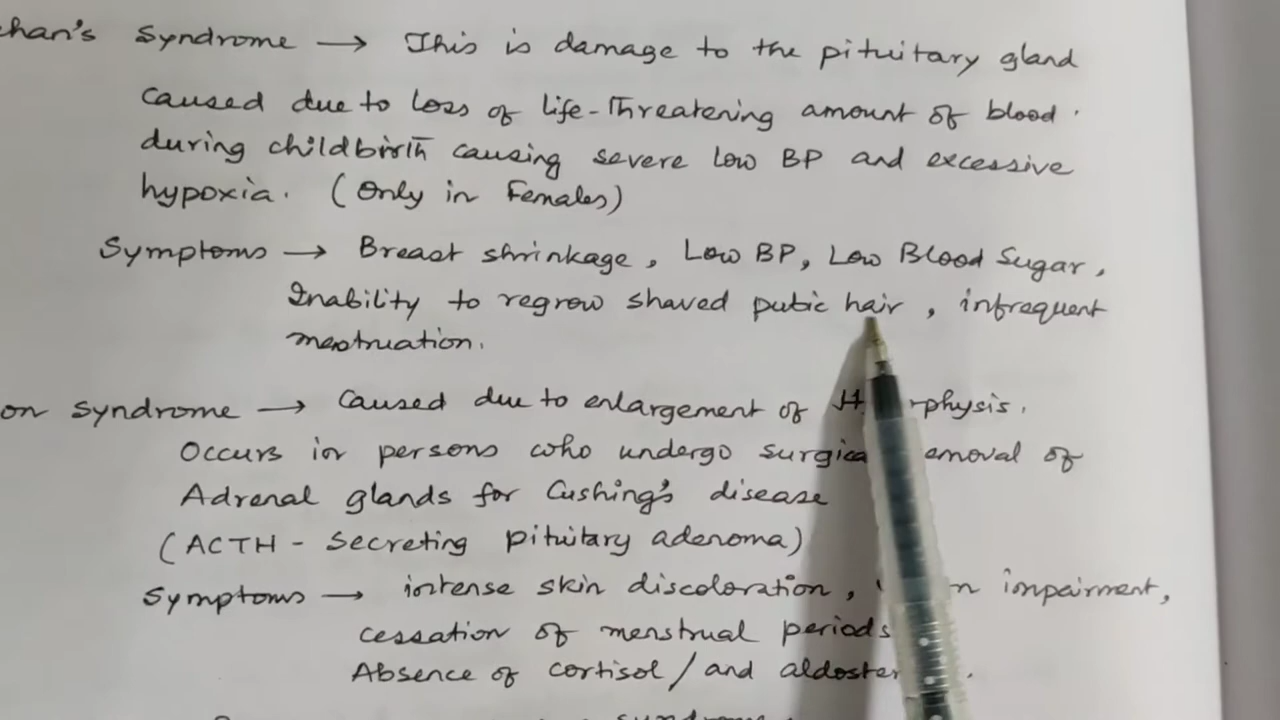 Syndrome → This is damage to the pituitary gland
caused due to loss of life-threatening amount of blood.
during childbirth causing severe low BP and excessive
hypoxia. (Only in Females)
Symptoms → Breast shrinkage, Low BP, Low Blood Sugar,
Inability to regrow shaved pubic hair, infrequent
menstruation.
on Syndrome → Caused due to enlargement of
Occurs in persons who undergo surgical of
Adrenal glands for Cushing's disease
(ACTH - Secreting pituitary adenoma)
Symptoms → intense skin discoloration, impairment,
cessation of menstrual periods
Absence of cortisol / and
syndrome